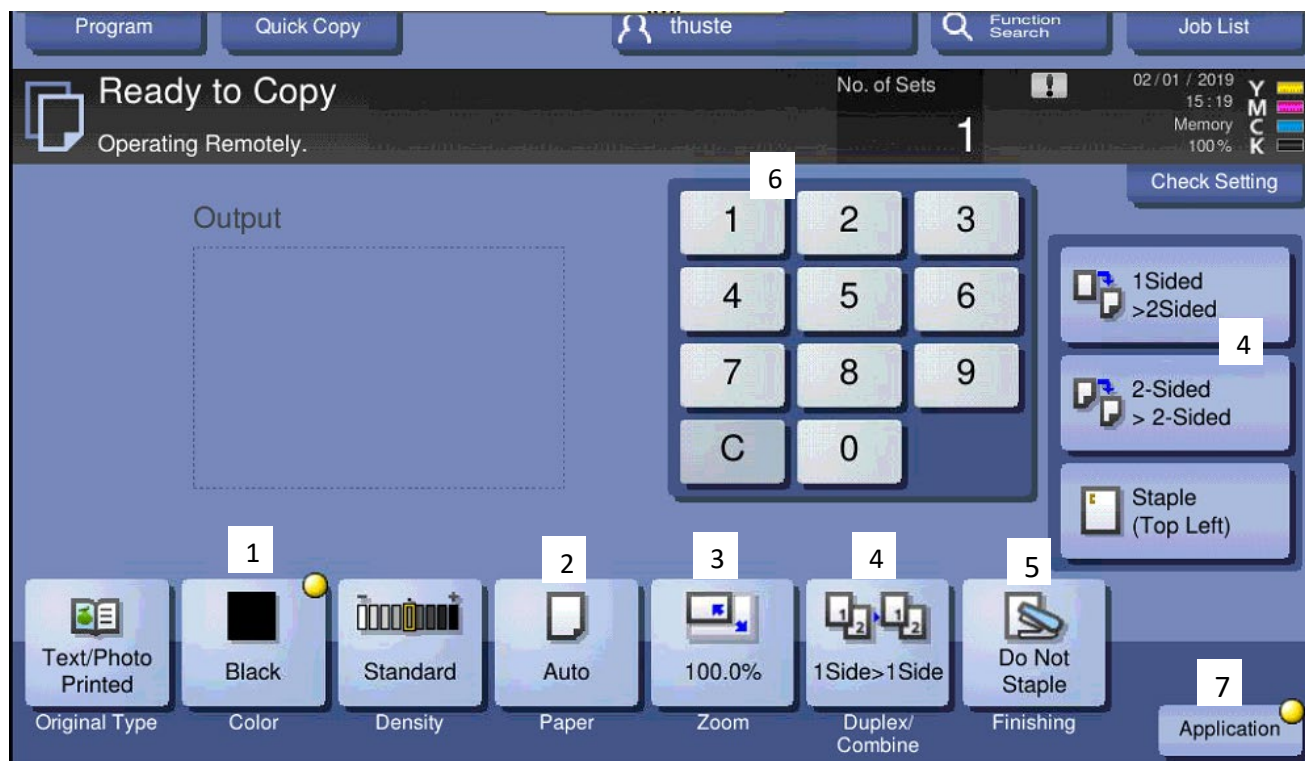 Program
Quick Copy
thuste
Function
Search
Job List
Ready to Copy
Operating Remotely.
No. of Sets
1
02/01 / 2019
15:19
Memory
100%
Y
M
C
K
Check Setting
Output
6
1 2 3
4 5 6
7 8 9
C 0
1Sided
>2Sided
4
2-Sided
> 2-Sided
Staple
(Top Left)
1
2
3
4
5
Text/Photo
Printed
Original Type
Black
Color
- +
Standard
Density
Auto
Paper
100.0%
Zoom
1 2 1 2
1Side>1Side
Duplex/
Combine
Do Not
Staple
Finishing
7
Application